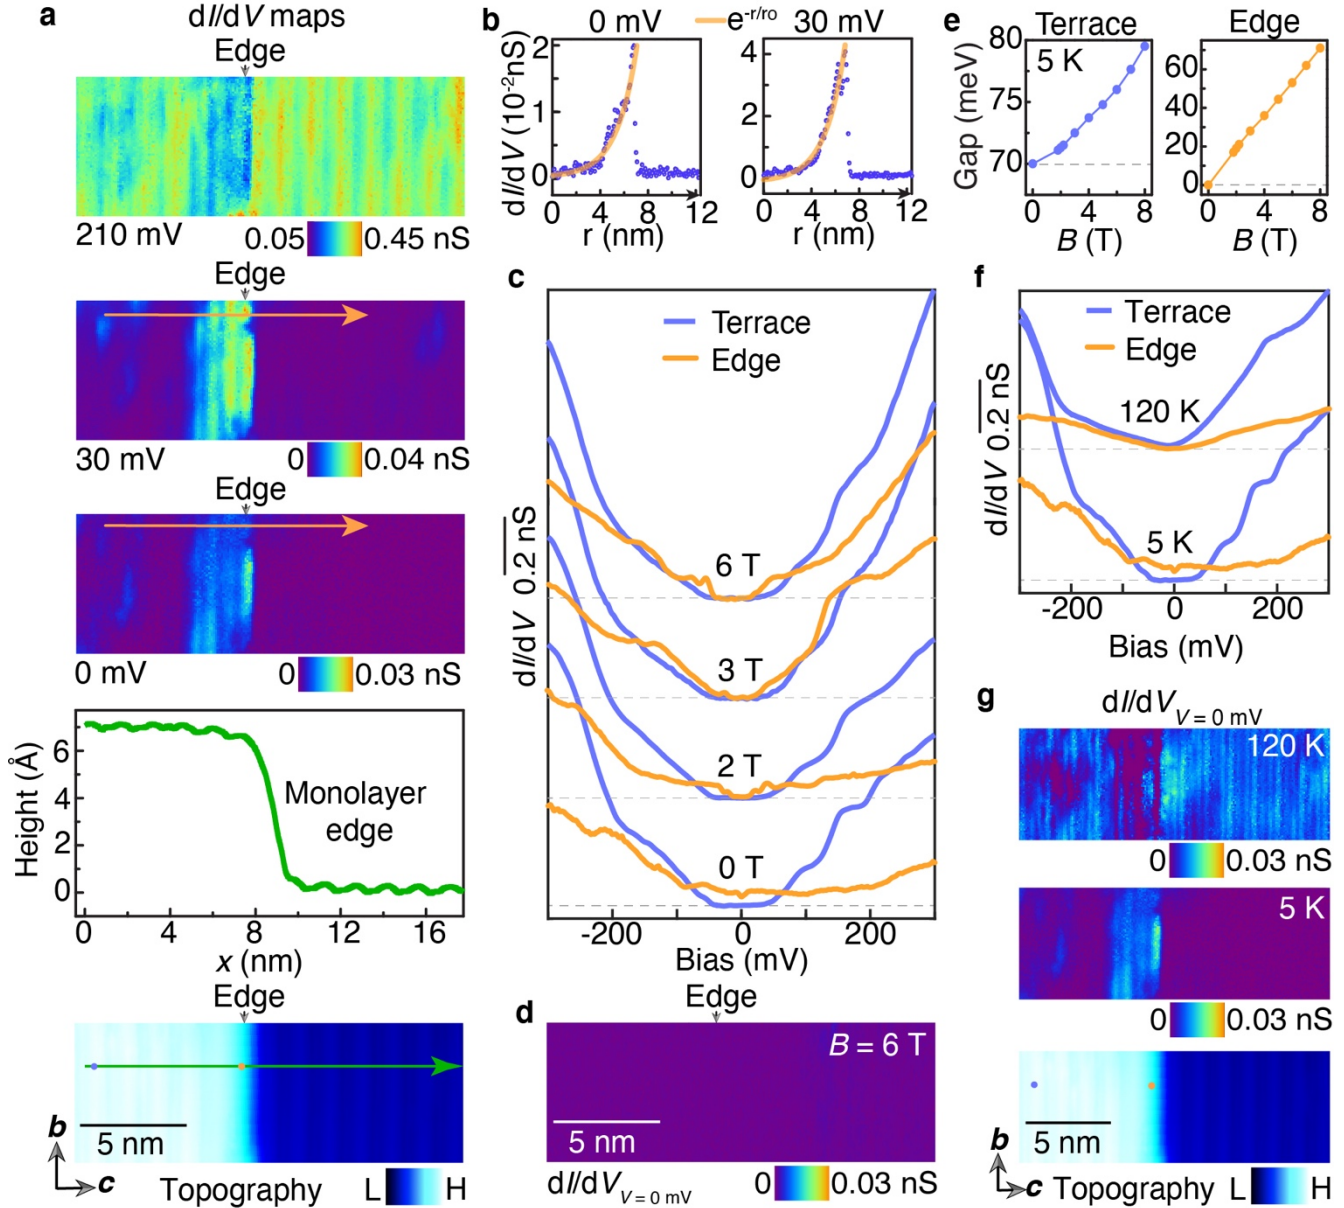 a
dI/dV maps
Edge
210 mV
0.05
0.45 nS
Edge
30 mV
0
0.04 nS
Edge
0 mV
0
0.03 nS
Height (Å)
6
4
2
0
Monolayer
edge
0 4 8 12 16
x (nm)
Edge
5 nm
b
c
Topography
L
H
b
0 mV
e-r/ro
30 mV
dI/dV (10-2nS)
2
1
0
0 4 8 12
r (nm)
4
2
0
0 4 8 12
r (nm)
c
Terrace
Edge
dI/dV
0.2 nS
6 T
3 T
2 T
0 T
-200 0 200
Bias (mV)
d
Edge
B = 6 T
5 nm
dI/dV V = 0 mV
0
0.03 nS
e
Terrace
Edge
Gap (meV)
80
75
70
5 K
0 4 8
B (T)
60
40
20
0
0 4 8
B (T)
f
Terrace
Edge
dI/dV
0.2 nS
120 K
5 K
-200 0 200
Bias (mV)
g
dI/dV V = 0 mV
120 K
0
0.03 nS
5 K
0
0.03 nS
5 nm
b
c
Topography
L
H